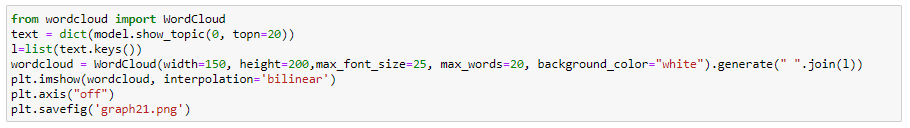 from wordcloud import WordCloud
text = dict(model.show_topic(0, topn=20))
l=list(text.keys())
wordcloud = WordCloud(width=150, height=200,max_font_size=25, max_words=20, background_color="white").generate(" ".join(l))
plt.imshow(wordcloud, interpolation='bilinear')
plt.axis("off")
plt.savefig('graph21.png')